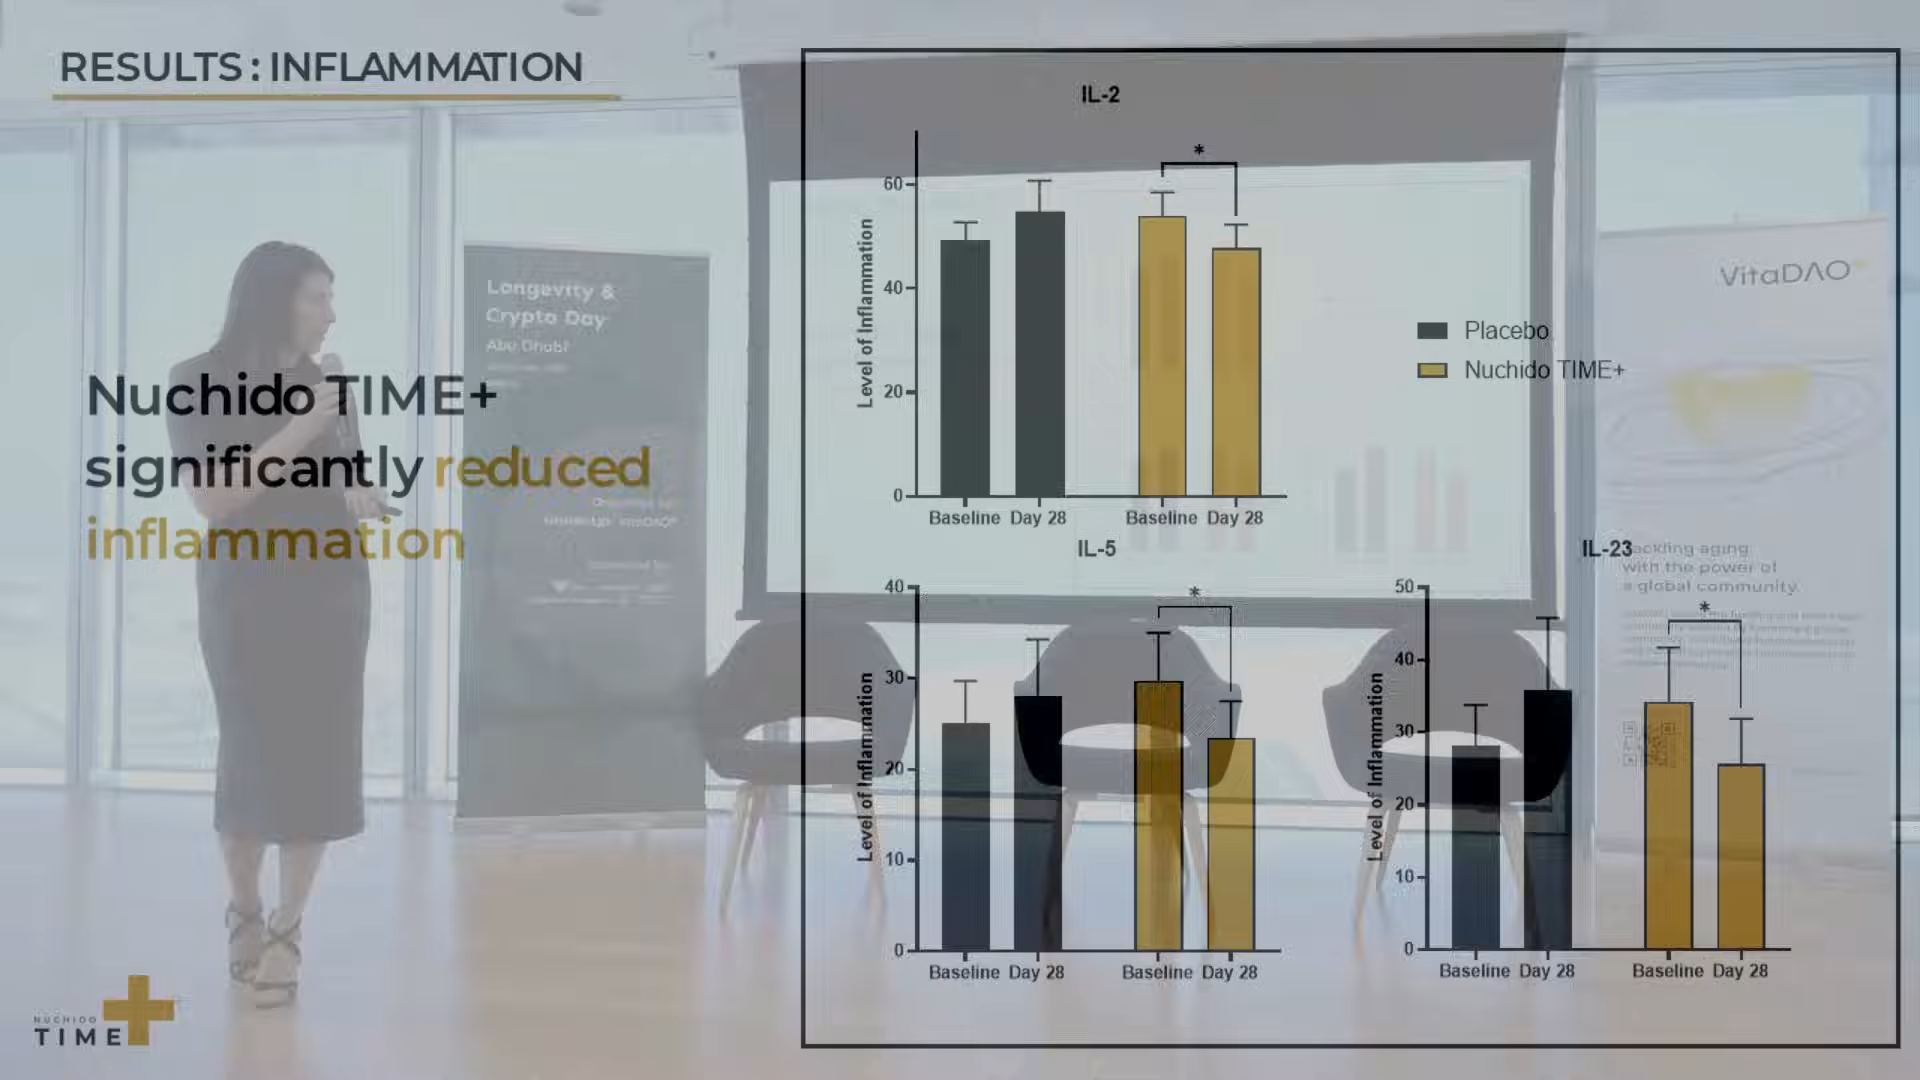 RESULTS : INFLAMMATION
Nuchido TIME+
significantly reduced
inflammation
NUCHIDO
TIME
Longevity &
Crypto Day
Abu Dhabi
IL-2
*
Level of Inflammation
60
40
20
0
Baseline Day 28 Baseline Day 28
Placebo
Nuchido TIME+
IL-5
*
Level of Inflammation
40
30
20
10
0
Baseline Day 28 Baseline Day 28
IL-23
*
Level of Inflammation
50
40
30
20
10
0
Baseline Day 28 Baseline Day 28
VitaDAO
tackling aging
with the power of
a global community.